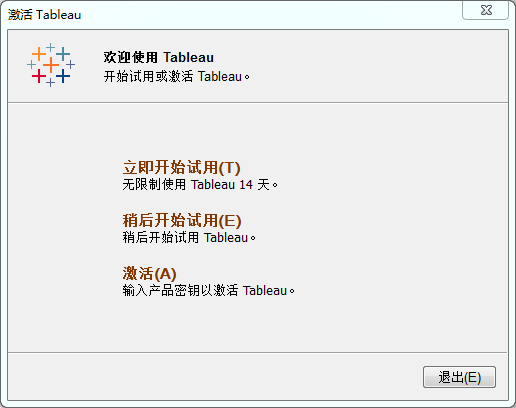 激活 Tableau
欢迎使用 Tableau
开始试用或激活 Tableau。
立即开始试用(T)
无限制使用 Tableau 14 天。
稍后开始试用(E)
稍后开始试用 Tableau。
激活(A)
输入产品密钥以激活 Tableau。
退出(E)